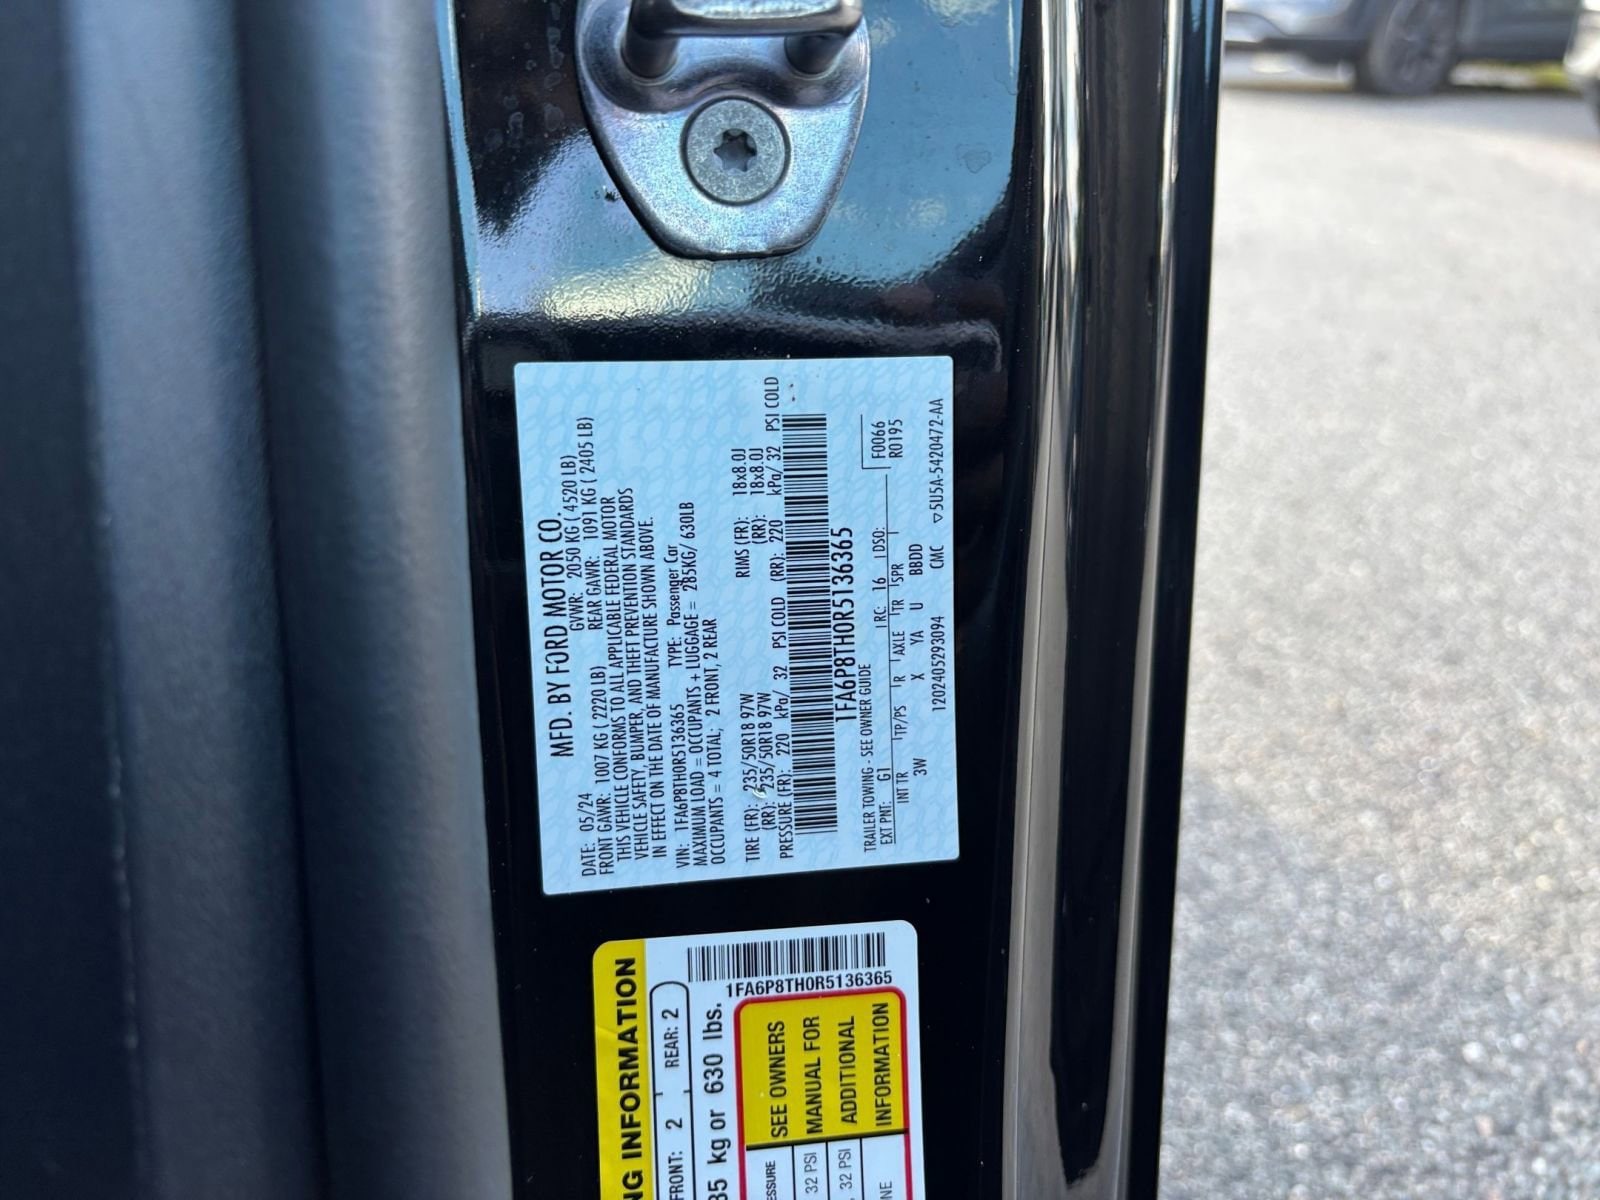 MFD. BY FORD MOTOR CO.
DATE: 05/24 GVWR: 2050 KG ( 4520 LB)
FRONT GAWR: 1007 KG ( 2220 LB) REAR GAWR: 1091 KG ( 2405 LB)
THIS VEHICLE CONFORMS TO ALL APPLICABLE FEDERAL MOTOR
VEHICLE SAFETY, BUMPER, AND THEFT PREVENTION STANDARDS
IN EFFECT ON THE DATE OF MANUFACTURE SHOWN ABOVE.
VIN: 1FA6P8TH0R5136365 TYPE: Passenger Car
MAXIMUM LOAD = OCCUPANTS + LUGGAGE = 285KG/ 630LB
OCCUPANTS = 4 TOTAL; 2 FRONT, 2 REAR
TIRE (FR): 235/50R18 97W RIMS (FR): 18x8.0J
(RR): 235/50R18 97W (RR): 18x8.0J
PRESSURE (FR): 220 kPa/ 32 PSI COLD (RR): 220 kPa/ 32 PSI COLD
1FA6P8TH0R5136365
TRAILER TOWING - SEE OWNER GUIDE
F0066
EXT PNT: G1 RC: 16 DSO: R0195
INT TR TP/PS R AXLE TR SPR
3W X YA U BBDD
120240529 3094 CMC ▽5U5A-5420472-AA
NG INFORMATION
FRONT: 2 REAR: 2
85 kg or 630 lbs.
1FA6P8TH0R5136365
SEE OWNERS
MANUAL FOR
ADDITIONAL
INFORMATION
ESSURE
32 PSI
32 PSI
NE